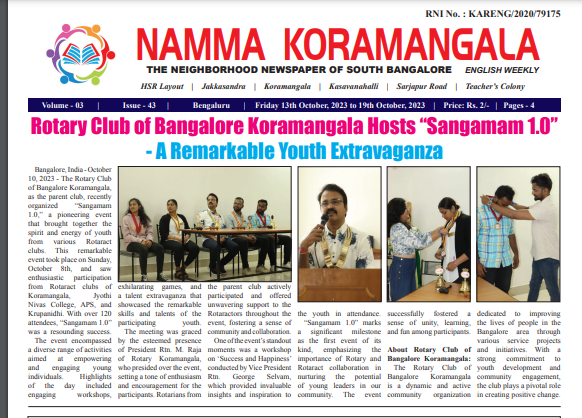 RNI No. : KARENG/2020/79175
NAMMA KORAMANGALA
THE NEIGHBORHOOD NEWSPAPER OF SOUTH BANGALORE ENGLISH WEEKLY
HSR Layout | Jakkasandra | Koramangala | Kasavanahalli | Sarjapur Road | Teacher's Colony
Volume - 03 | Issue - 43 | Bengaluru | Friday 13th October, 2023 to 19th October, 2023 | Price: Rs. 2/- | Pages - 4
Rotary Club of Bangalore Koramangala Hosts “Sangamam 1.0”
- A Remarkable Youth Extravaganza
Bangalore, India - October
10, 2023 - The Rotary Club
of Bangalore Koramangala,
as the parent club, recently
organized “Sangamam
1.0,” a pioneering event
that brought together the
spirit and energy of youth
from various Rotaract
clubs. This remarkable
event took place on Sunday,
October 8th, and saw
enthusiastic participation
from Rotaract clubs of
Koramangala, Jyothi
Nivas College, APS, and
Krupanidhi. With over 120
attendees, “Sangamam 1.0”
was a resounding success.
The event encompassed
a diverse range of activities
aimed at empowering
and engaging young
individuals. Highlights
of the day included
engaging workshops,
exhilarating games, and
a talent extravaganza that
showcased the remarkable
skills and talents of the
participating youth.
The meeting was graced
by the esteemed presence
of President Rtn. M. Raja
of Rotary Koramangala,
who presided over the event,
setting a tone of enthusiasm
and encouragement for the
participants. Rotarians from
the parent club actively
participated and offered
unwavering support to the
Rotaractors throughout the
event, fostering a sense of
community and collaboration.
One of the event's standout
moments was a workshop
on “Success and Happiness”
conducted by Vice President
Rtn. George Selvam,
which provided invaluable
insights and inspiration to
the youth in attendance.
“Sangamam 1.0” marks
a significant milestone
as the first event of its
kind, emphasizing the
importance of Rotary and
Rotaract collaboration in
nurturing the potential
of young leaders in our
community. The event
successfully fostered a
sense of unity, learning,
and fun among participants.
About Rotary Club of
Bangalore Koramangala:
The Rotary Club of
Bangalore Koramangala
is a dynamic and active
community organization
dedicated to improving
the lives of people in the
Bangalore area through
various service projects
and initiatives. With a
strong commitment to
youth development and
community engagement,
the club plays a pivotal role
in creating positive change.